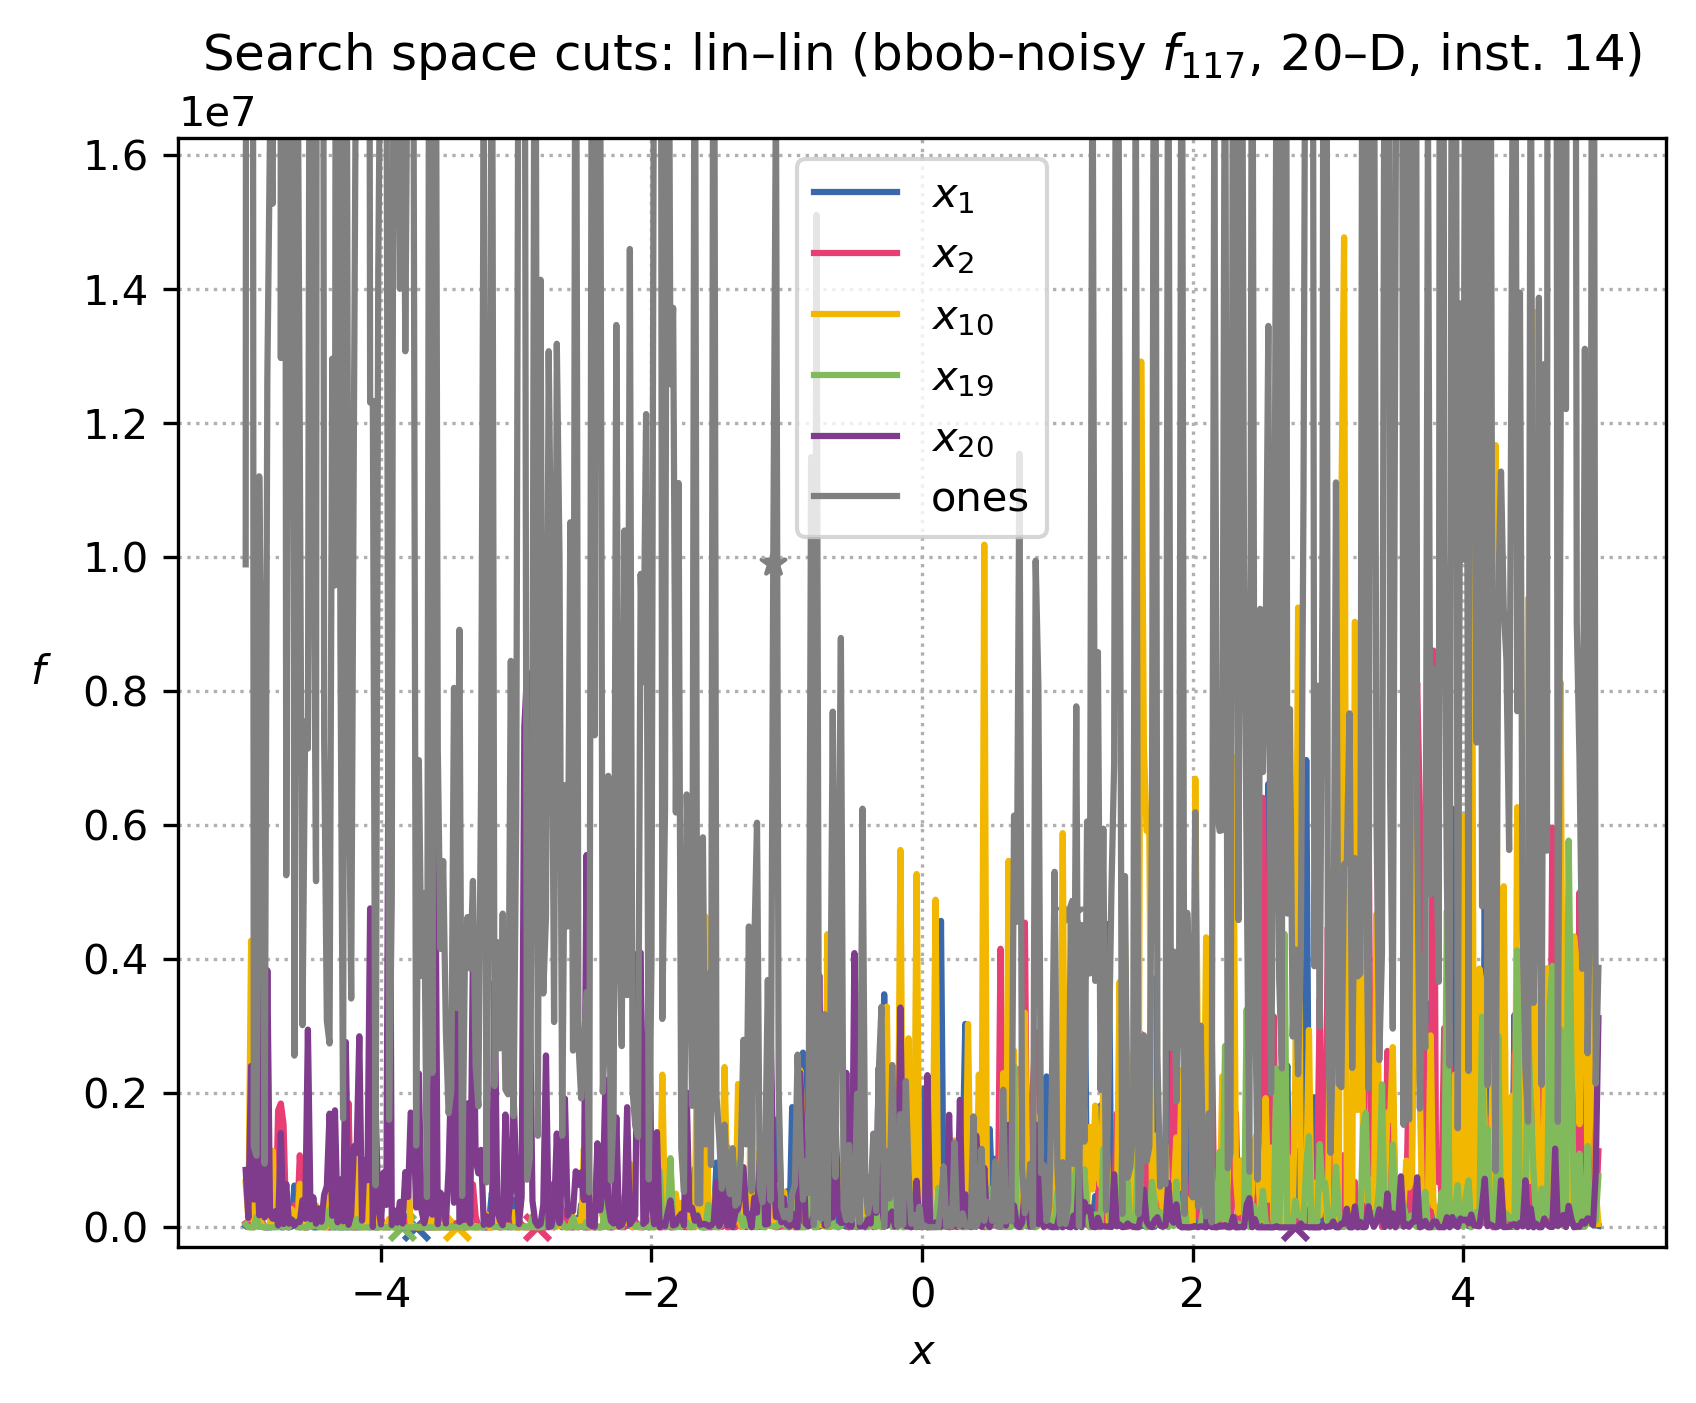 Search space cuts: lin–lin (bbob-noisy f₁₁₇, 20–D, inst. 14)
1e7
1.6
1.4
1.2
1.0
0.8
0.6
0.4
0.2
0.0
f
x₁
x₂
x₁₀
x₁₉
x₂₀
ones
−4
−2
0
2
4
x